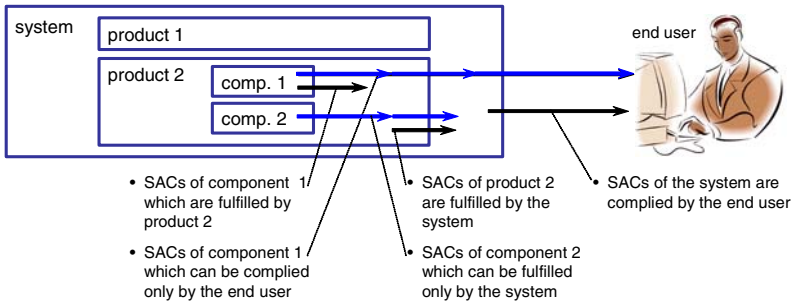 system
product 1
end user
product 2
comp. 1
comp. 2
• SACs of component 1
which are fulfilled by
product 2
• SACs of component 1
which can be complied
only by the end user
• SACs of product 2
are fulfilled by the
system
• SACs of component 2
which can be fulfilled
only by the system
• SACs of the system are
complied by the end user